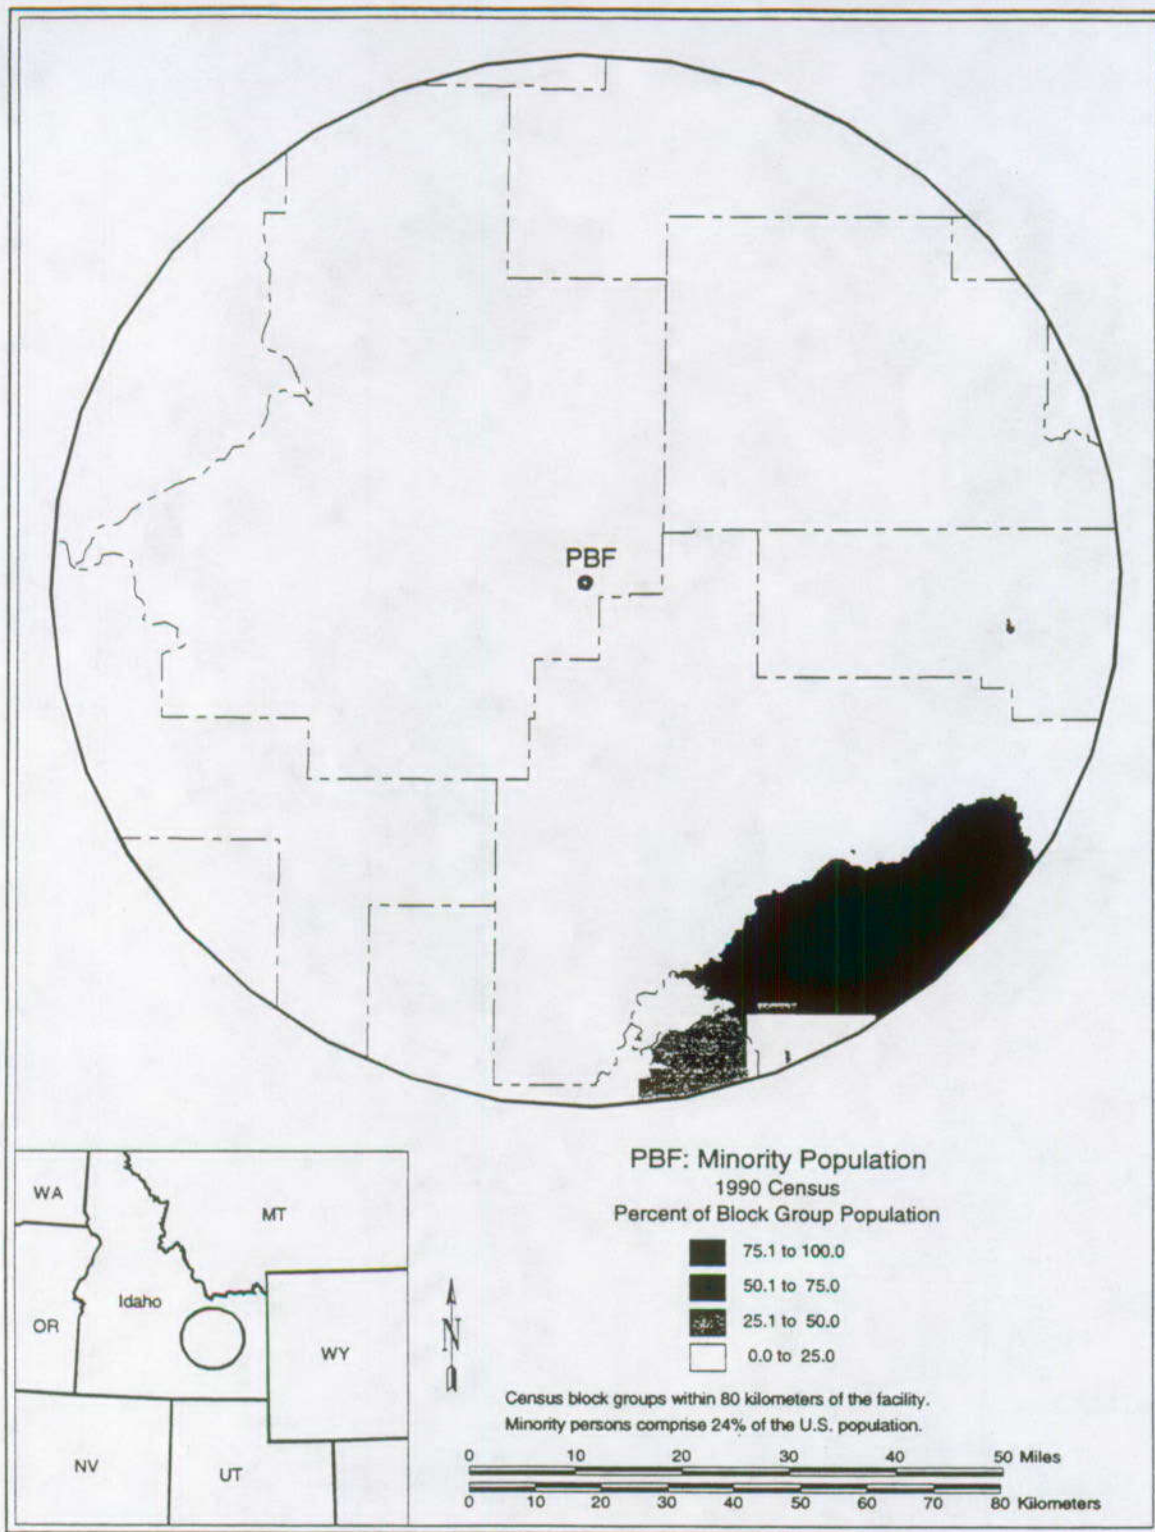 PBF
PBF: Minority Population
1990 Census
Percent of Block Group Population
75.1 to 100.0
50.1 to 75.0
25.1 to 50.0
0.0 to 25.0
WA
MT
Idaho
OR
WY
NV
UT
N
Census block groups within 80 kilometers of the facility.
Minority persons comprise 24% of the U.S. population.
0 10 20 30 40 50 Miles
0 10 20 30 40 50 60 70 80 Kilometers